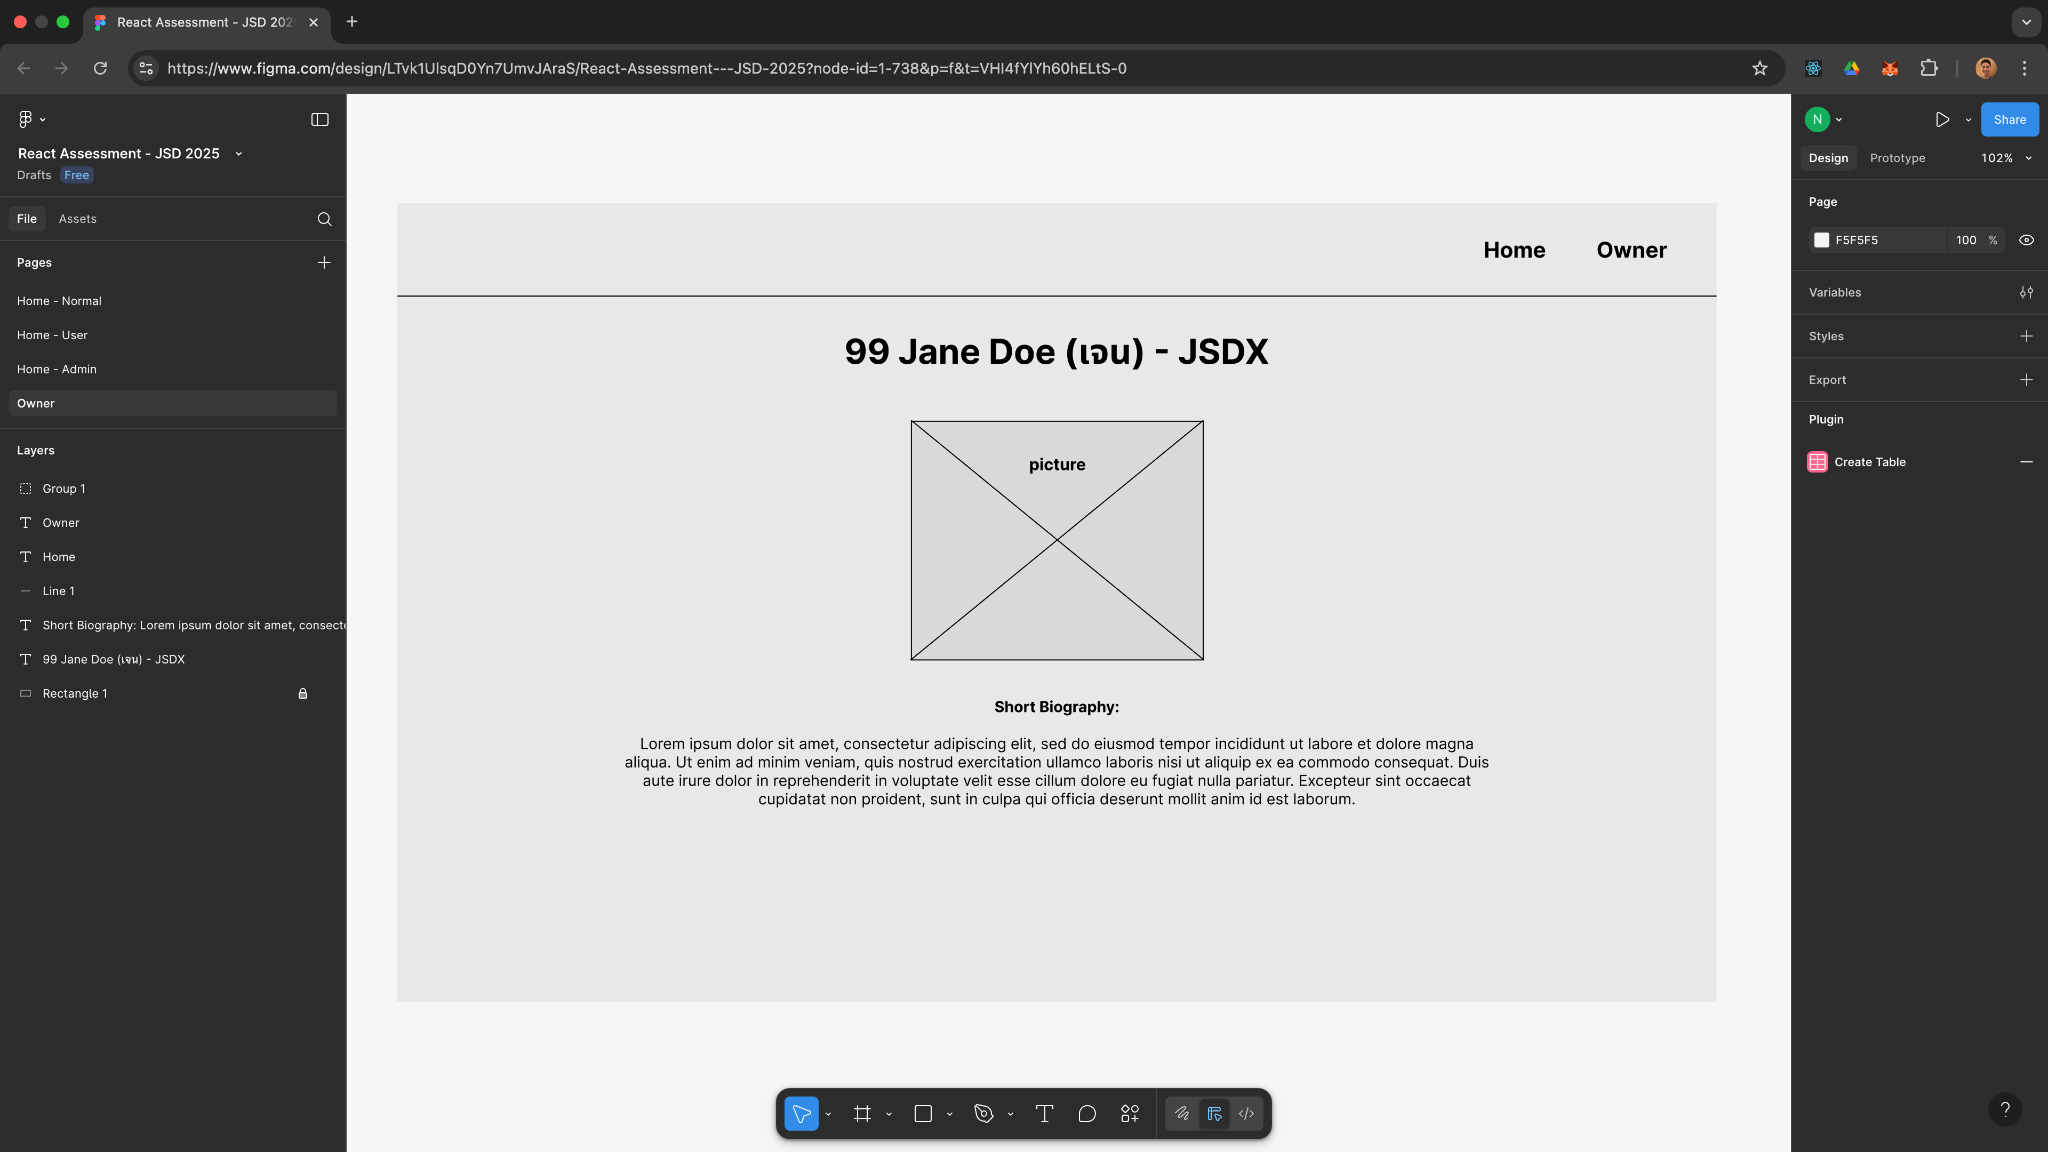 React Assessment - JSD 202
https://www.figma.com/design/LTvk1UlsqD0Yn7UmvJAraS/React-Assessment---JSD-2025?node-id=1-738&p=f&t=VHI4fYlYh60hELtS-0
React Assessment - JSD 2025
Drafts Free
File Assets
Pages
Home - Normal
Home - User
Home - Admin
Owner
Layers
Group 1
Owner
Home
Line 1
Short Biography: Lorem ipsum dolor sit amet, consecte
99 Jane Doe (เจน) - JSDX
Rectangle 1
Home Owner
99 Jane Doe (เจน) - JSDX
picture
Short Biography:
Lorem ipsum dolor sit amet, consectetur adipiscing elit, sed do eiusmod tempor incididunt ut labore et dolore magna
aliqua. Ut enim ad minim veniam, quis nostrud exercitation ullamco laboris nisi ut aliquip ex ea commodo consequat. Duis
aute irure dolor in reprehenderit in voluptate velit esse cillum dolore eu fugiat nulla pariatur. Excepteur sint occaecat
cupidatat non proident, sunt in culpa qui officia deserunt mollit anim id est laborum.
N
Share
Design Prototype 102%
Page
F5F5F5 100 %
Variables
Styles
Export
Plugin
Create Table
?